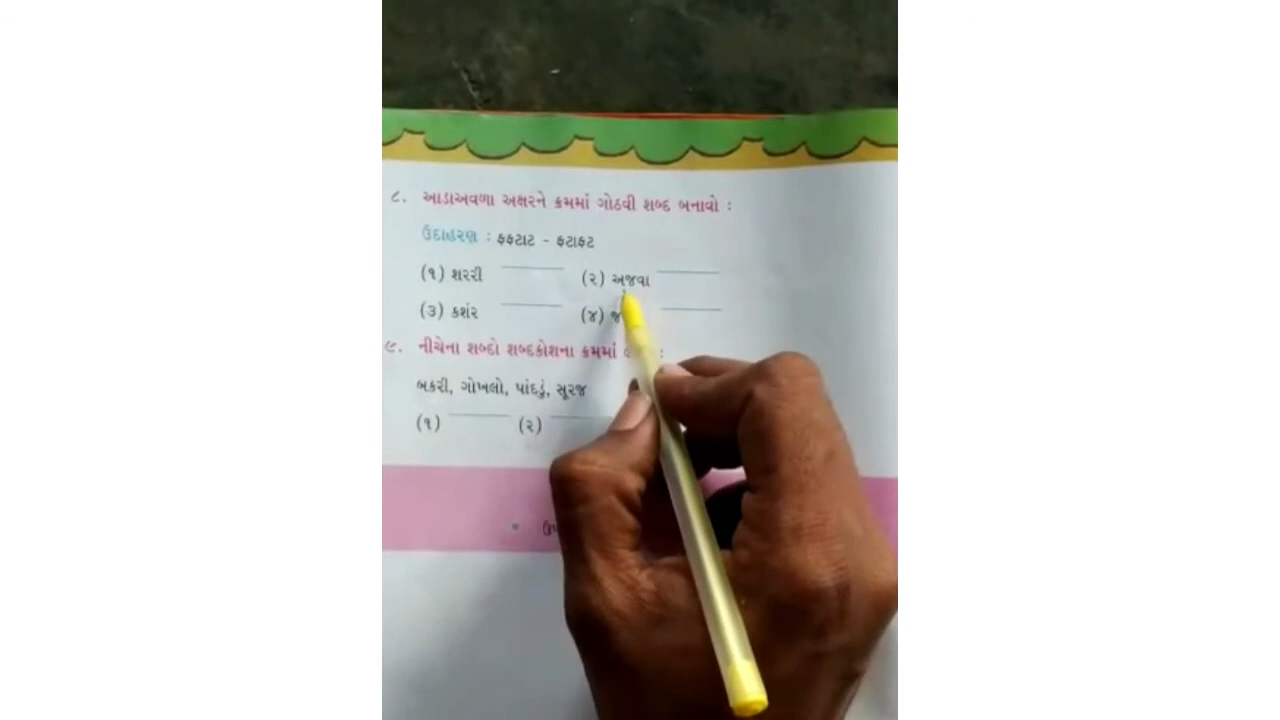 ૮. આડાઅવળા અક્ષરને ક્રમમાં ગોઠવી શબ્દ બનાવો :
ઉદાહરણ : ફફટાટ - ફટાફટ
(૧) શરરી (૨) અજવા
(૩) કશંર (૪)
૯. નીચેના શબ્દો શબ્દકોશના ક્રમમાં :
બકરી, ગોખલો, પાંદડું, સૂરજ
(૧) (૨)